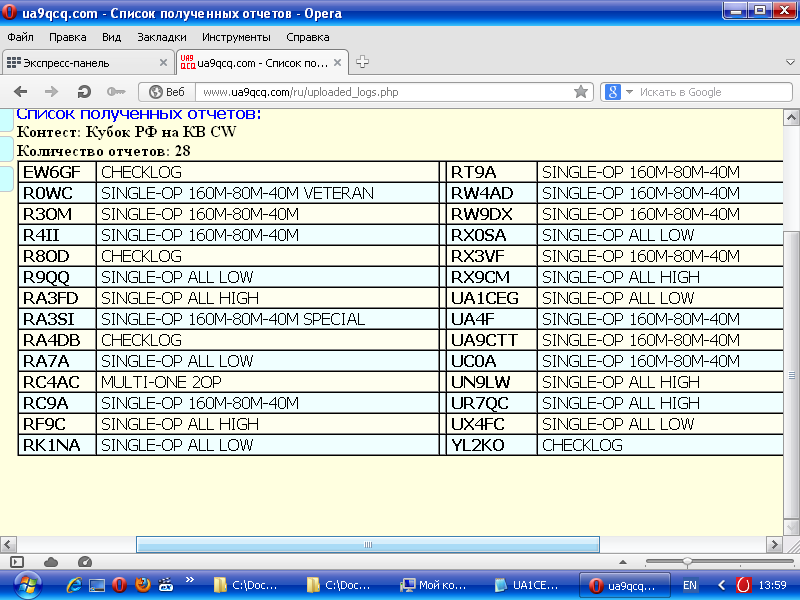 ua9qcq.com - Список полученных отчетов - Opera
Файл Правка Вид Закладки Инструменты Справка
Экспресс-панель
UA9 QCQ ua9qcq.com - Список по...
Веб www.ua9qcq.com/ru/uploaded_logs.php
8 Искать в Google
Список полученных отчетов:
Контест: Кубок РФ на КВ CW
Количество отчетов: 28
EW6GF CHECKLOG RT9A SINGLE-OP 160M-80M-40M
R0WC SINGLE-OP 160M-80M-40M VETERAN RW4AD SINGLE-OP 160M-80M-40M
R3OM SINGLE-OP 160M-80M-40M RW9DX SINGLE-OP 160M-80M-40M
R4II SINGLE-OP 160M-80M-40M RX0SA SINGLE-OP ALL LOW
R8OD CHECKLOG RX3VF SINGLE-OP 160M-80M-40M
R9QQ SINGLE-OP ALL LOW RX9CM SINGLE-OP ALL HIGH
RA3FD SINGLE-OP ALL HIGH UA1CEG SINGLE-OP ALL LOW
RA3SI SINGLE-OP 160M-80M-40M SPECIAL UA4F SINGLE-OP 160M-80M-40M
RA4DB CHECKLOG UA9CTT SINGLE-OP 160M-80M-40M
RA7A SINGLE-OP ALL LOW UC0A SINGLE-OP 160M-80M-40M
RC4AC MULTI-ONE 2OP UN9LW SINGLE-OP ALL HIGH
RC9A SINGLE-OP 160M-80M-40M UR7QC SINGLE-OP ALL HIGH
RF9C SINGLE-OP ALL HIGH UX4FC SINGLE-OP ALL LOW
RK1NA SINGLE-OP ALL LOW YL2KO CHECKLOG
C:\Doc... C:\Doc... Мой ко... UA1CE... ua9qcq... EN 13:59